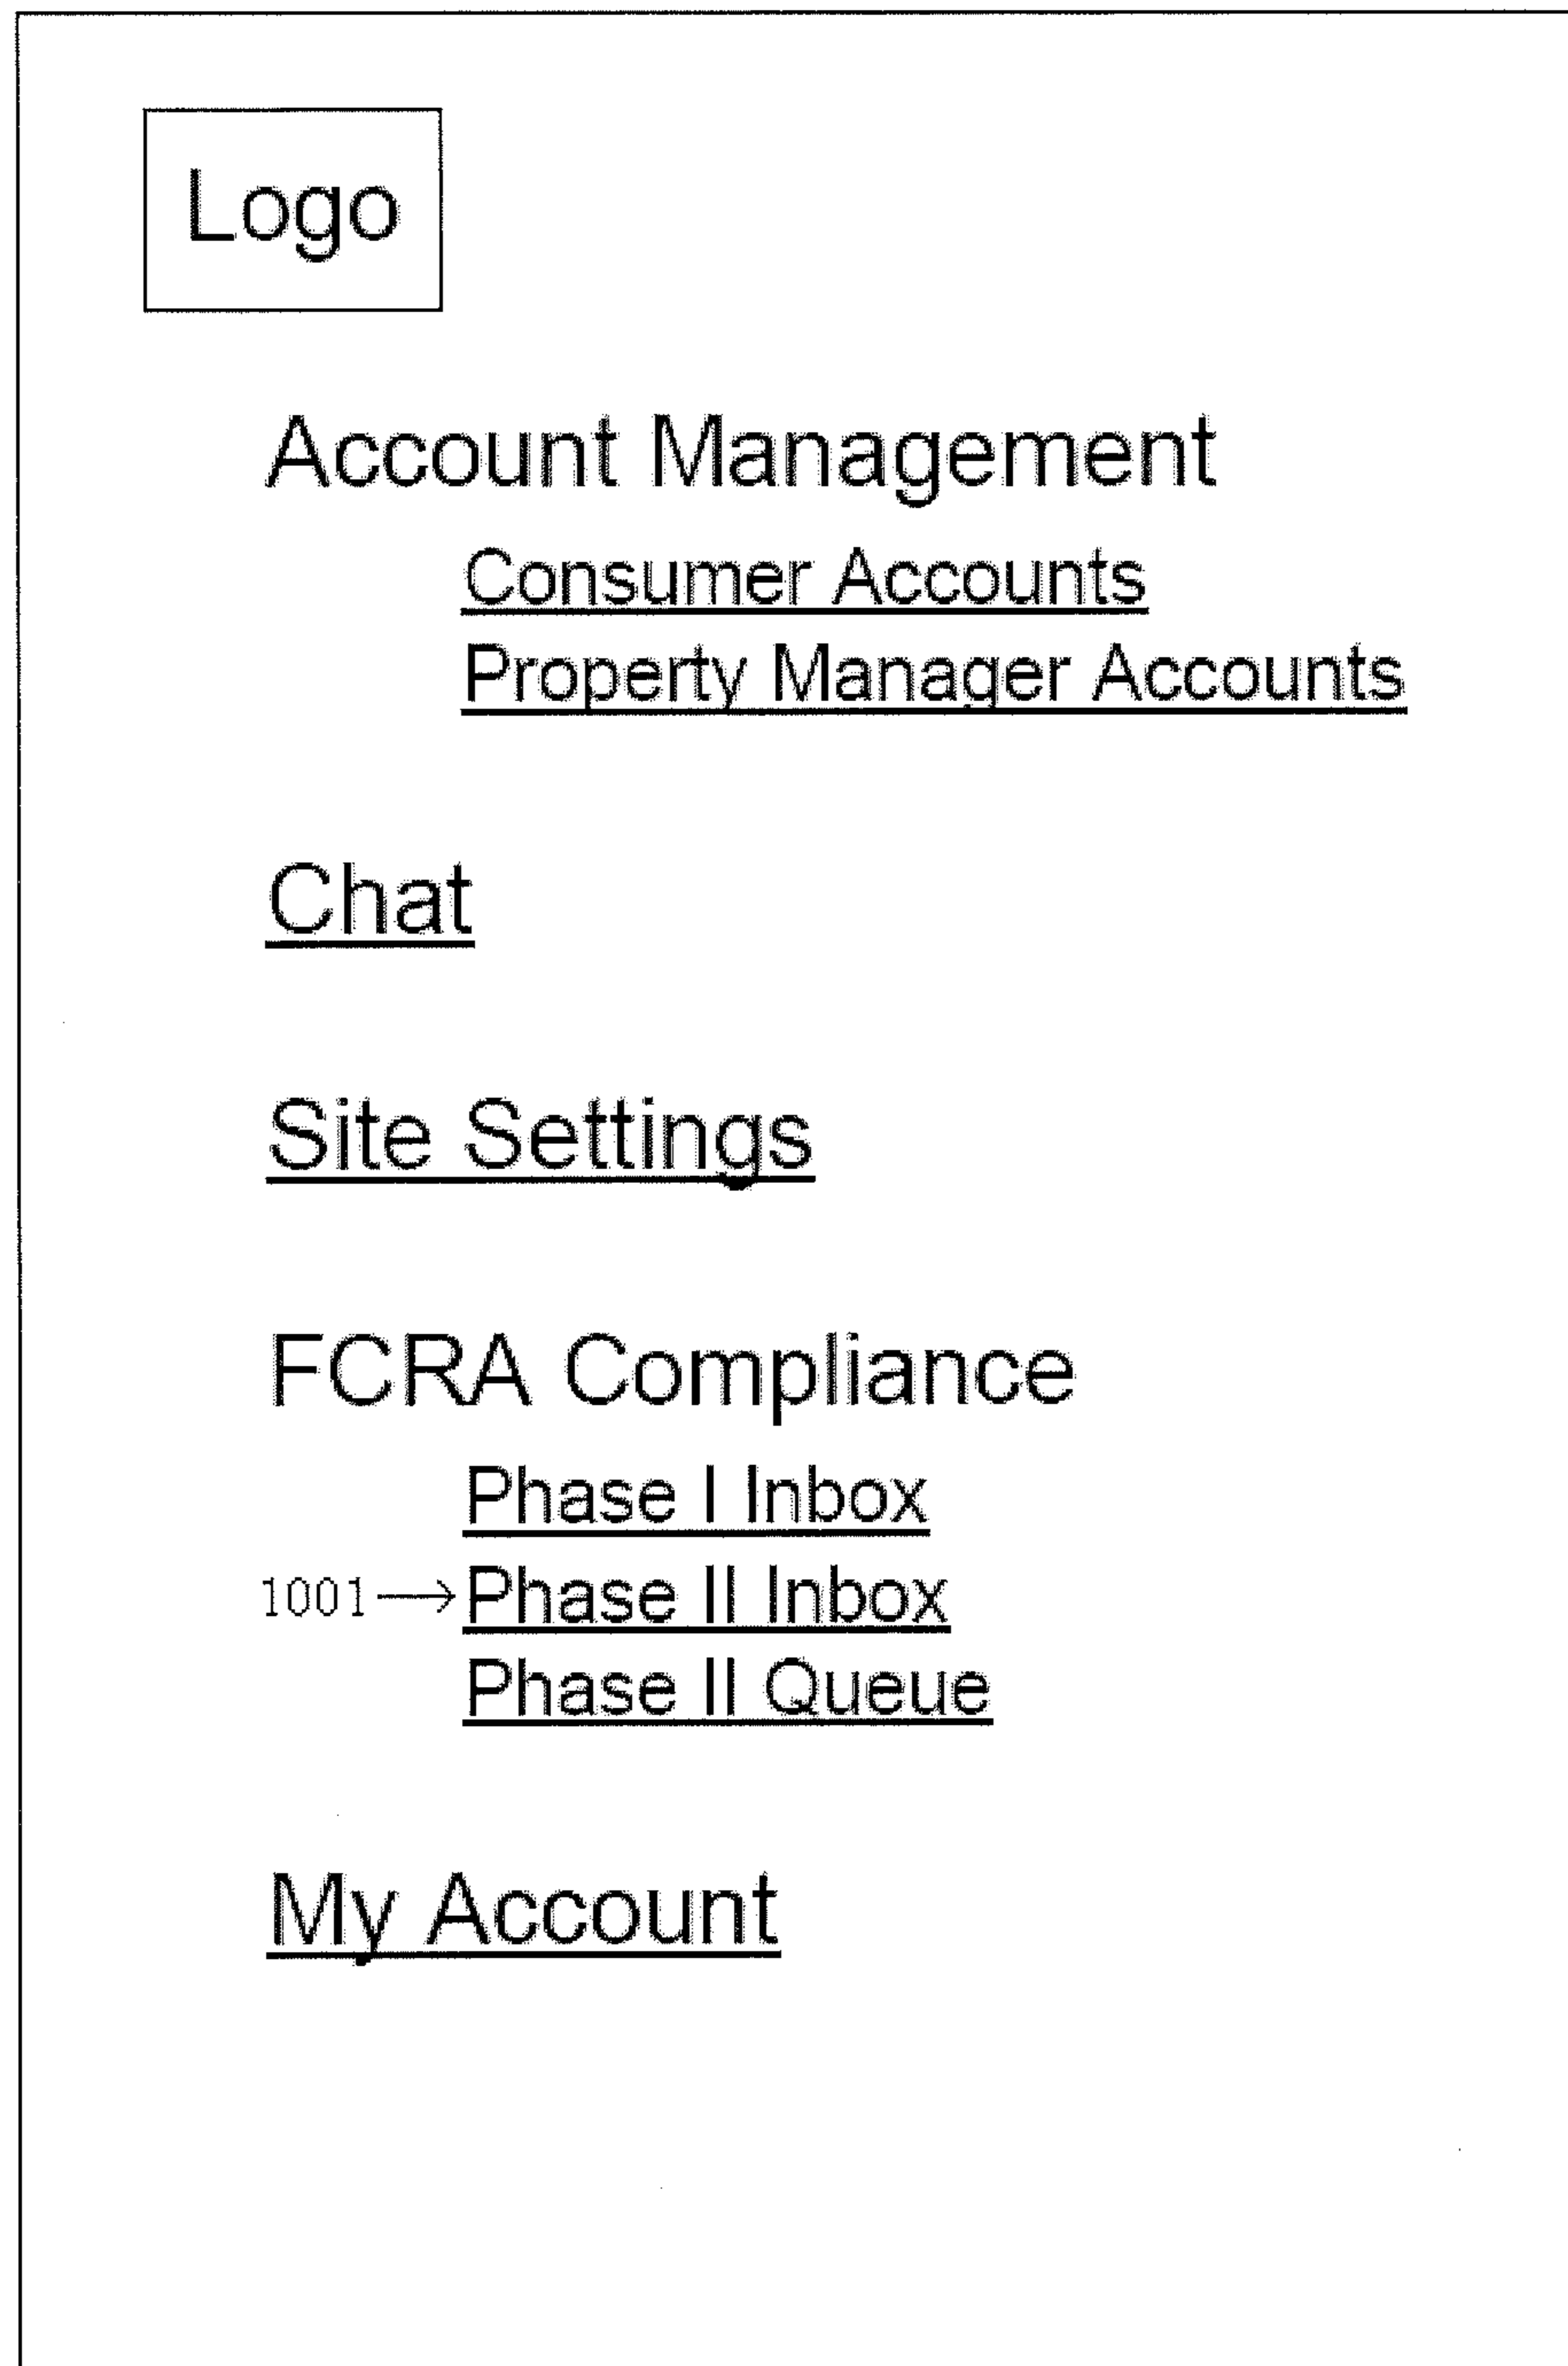 Logo
Account Management
Consumer Accounts
Property Manager Accounts
Chat
Site Settings
FCRA Compliance
Phase I Inbox
1001 → Phase II Inbox
Phase II Queue
My Account